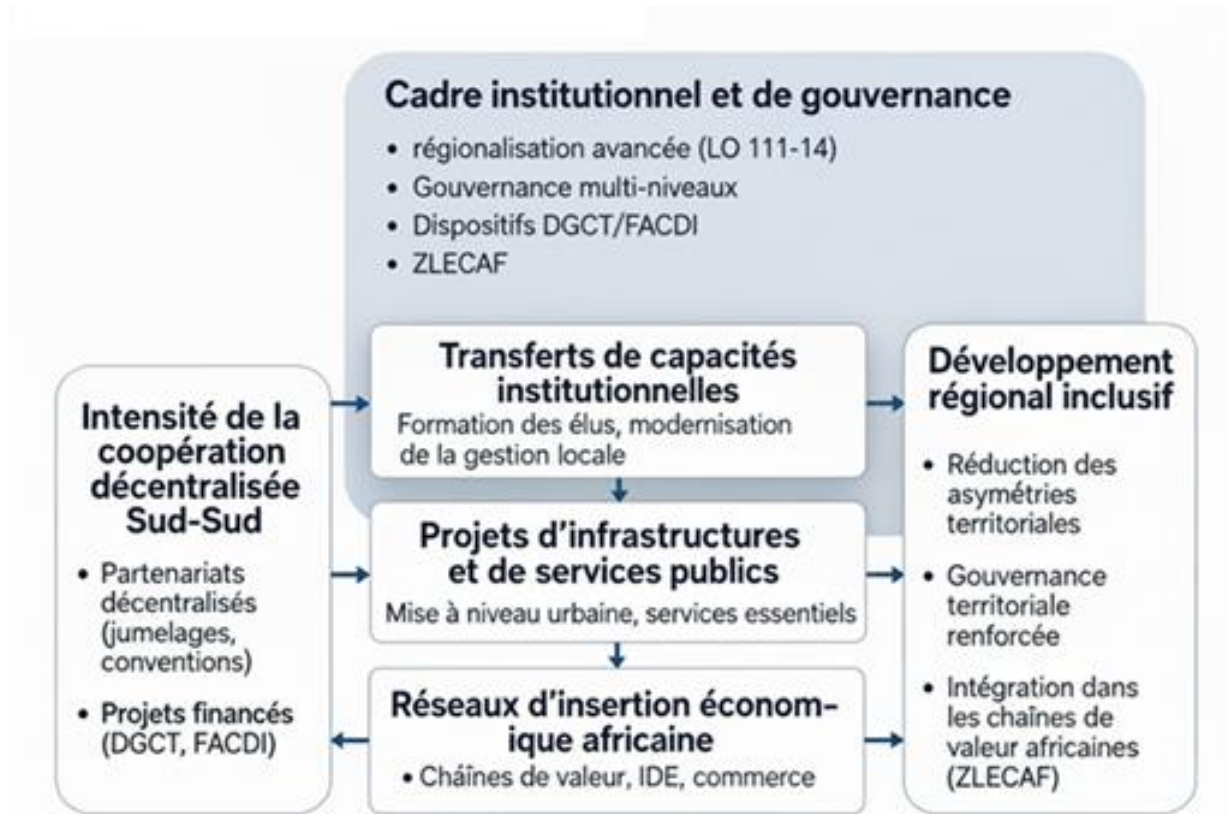 Cadre institutionnel et de gouvernance
• régionalisation avancée (LO 111-14)
• Gouvernance multi-niveaux
• Dispositifs DGCT/FACDI
• ZLECAF
Intensité de la
coopération
décentralisée
Sud-Sud
• Partenariats
décentralisés
(jumelages,
conventions)
• Projets financés
(DGCT, FACDI)
Transferts de capacités
institutionnelles
Formation des élus, modernisation
de la gestion locale
Projets d'infrastructures
et de services publics
Mise à niveau urbaine, services essentiels
Réseaux d'insertion économ-
ique africaine
• Cháînes de valeur, IDE, commerce
Développement
régional inclusif
• Réduction des
asymétries
territoriales
• Gouvernance
territoriale
renforcée
• Intégration dans
les chaînes de
valeur africaines
(ZLECAF)